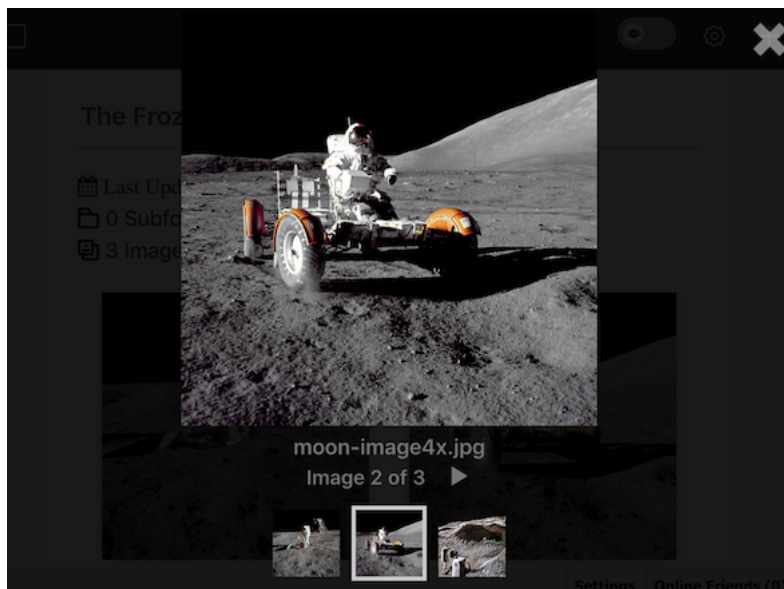 The Froz
Last Upd
0 Subfo
3 Image
moon-image4x.jpg
Image 2 of 3
Settings
Online Friends (0)